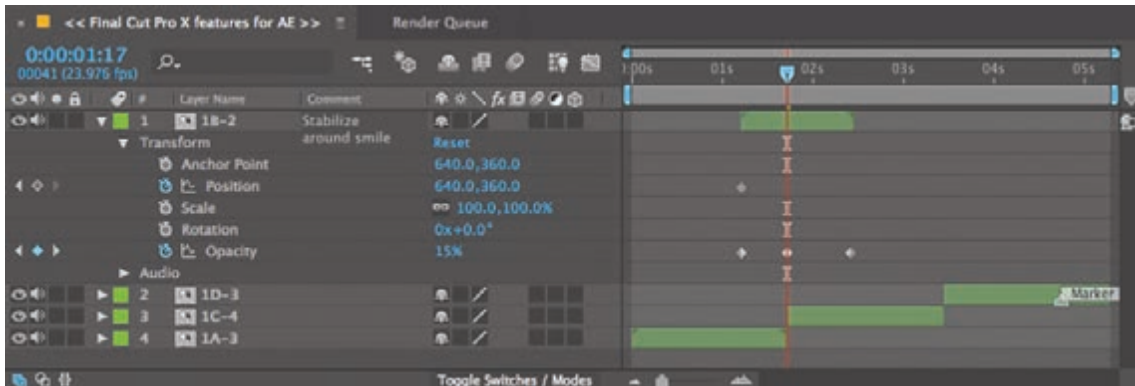 << Final Cut Pro X features for AE >> Render Queue
0:00:01:17
00041 (23.976 fps)
:00s 01s 02s 03s 04s 05s
# Layer Name Comment
1 1B-2 Stabilize around smile
Transform Reset
Anchor Point 640.0,360.0
Position 640.0,360.0
Scale 100.0,100.0%
Rotation 0x+0.0°
Opacity 15%
Audio
2 1D-3 Marker
3 1C-4
4 1A-3
Toggle Switches / Modes